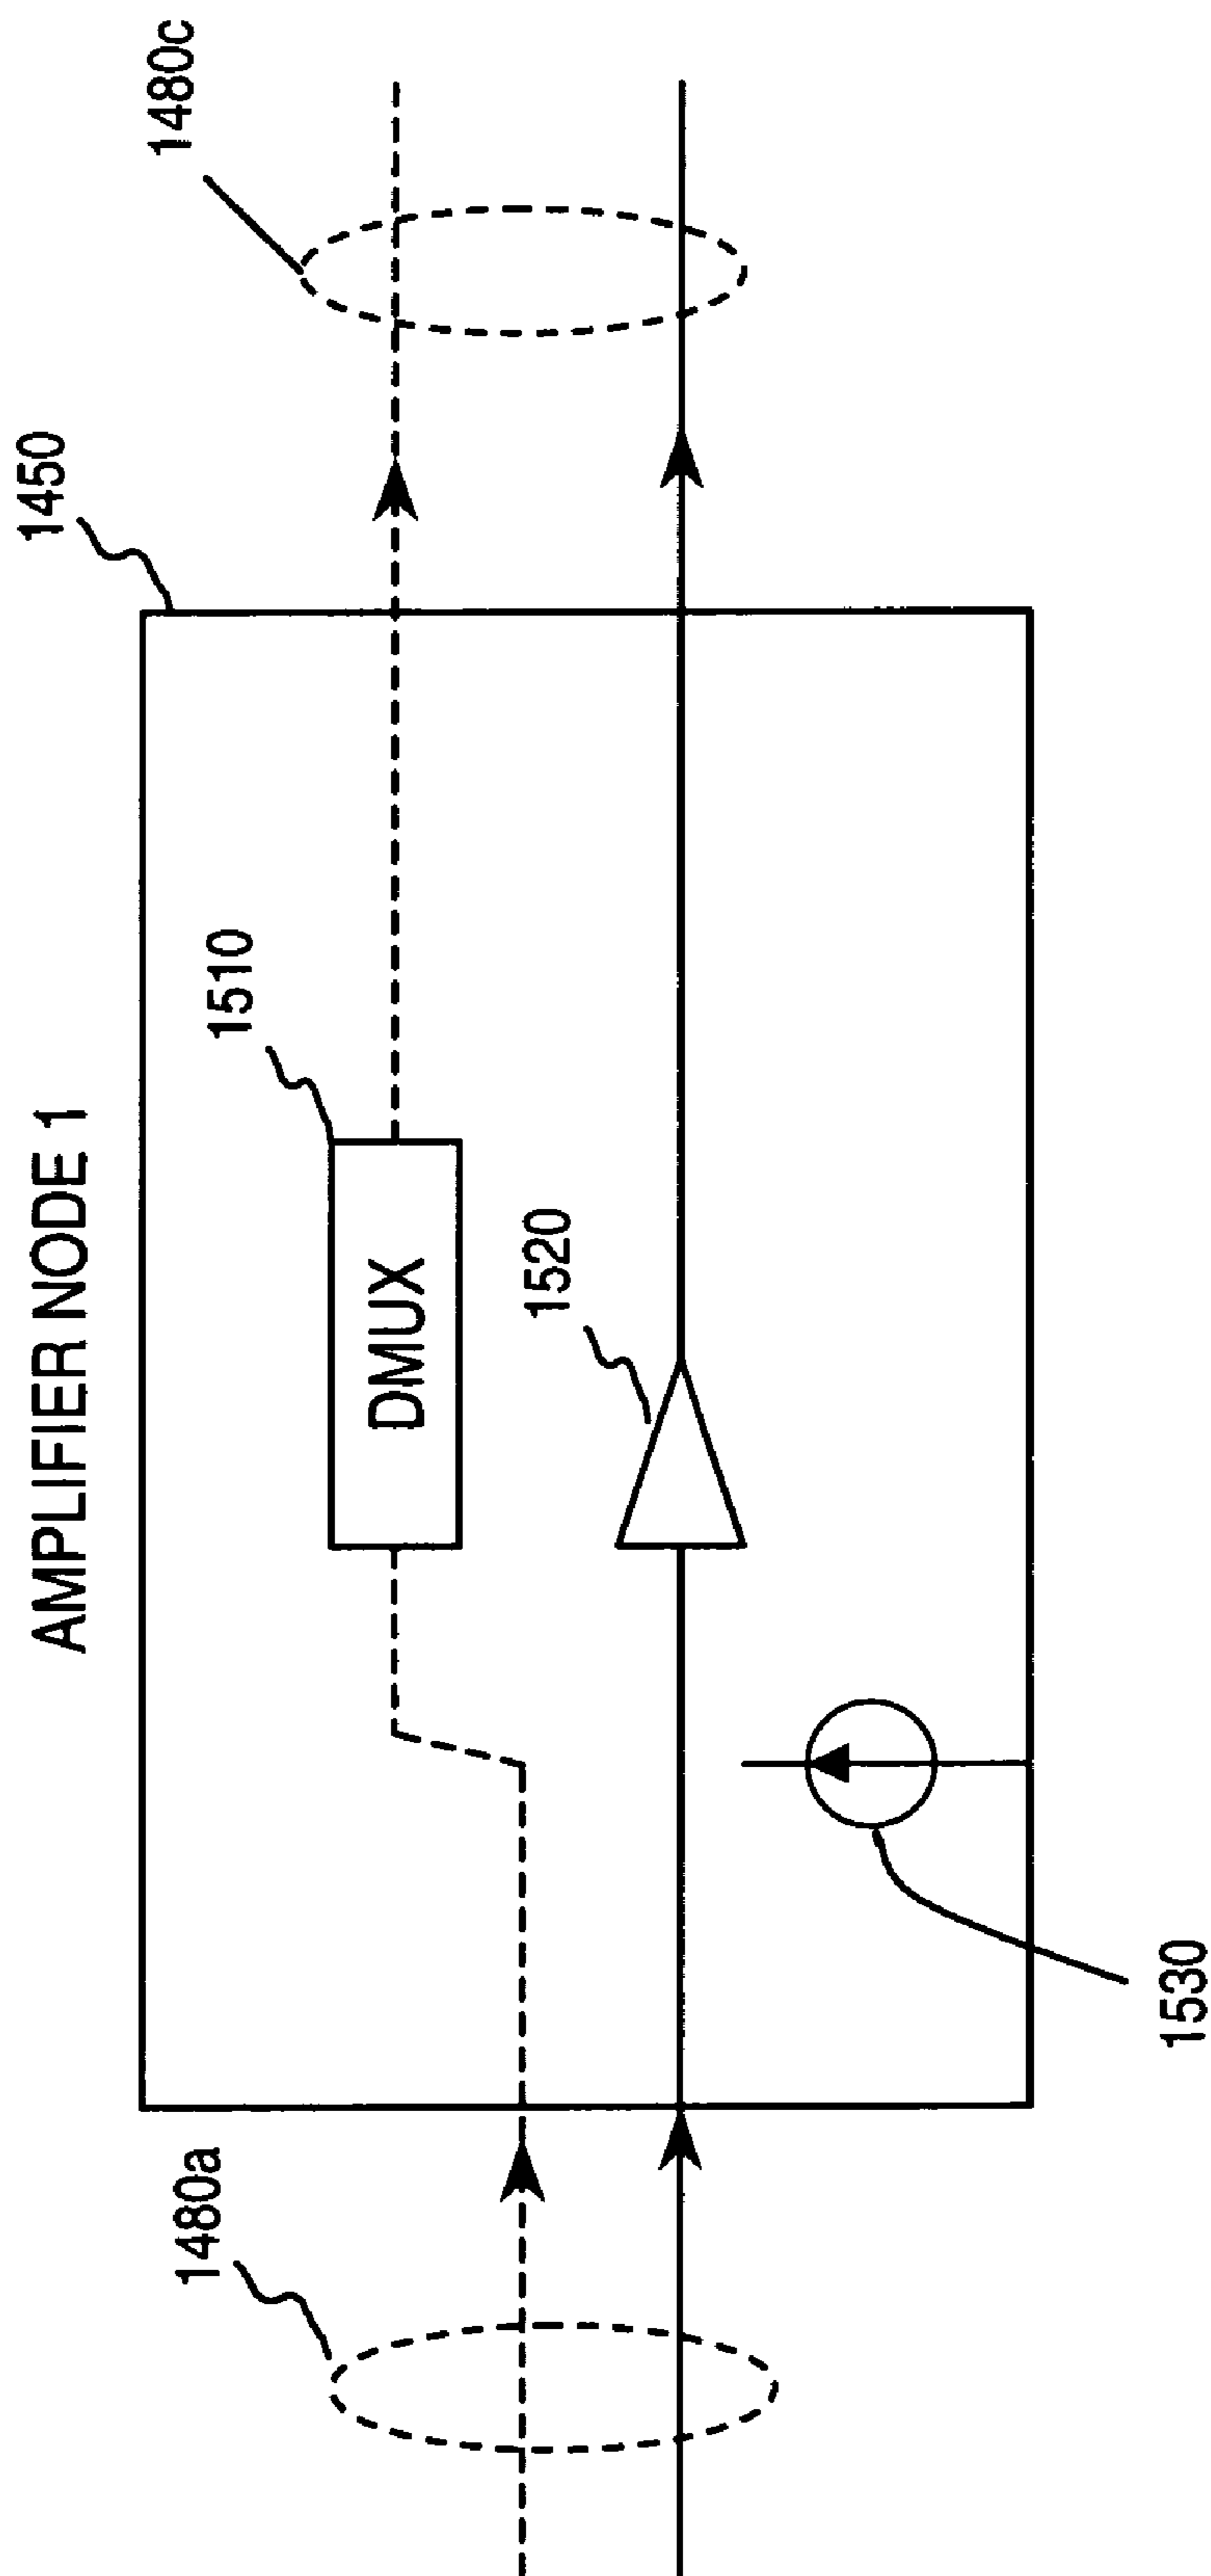 AMPLIFIER NODE 1
1450
1480a
1480c
1510
DMUX
1520
1530